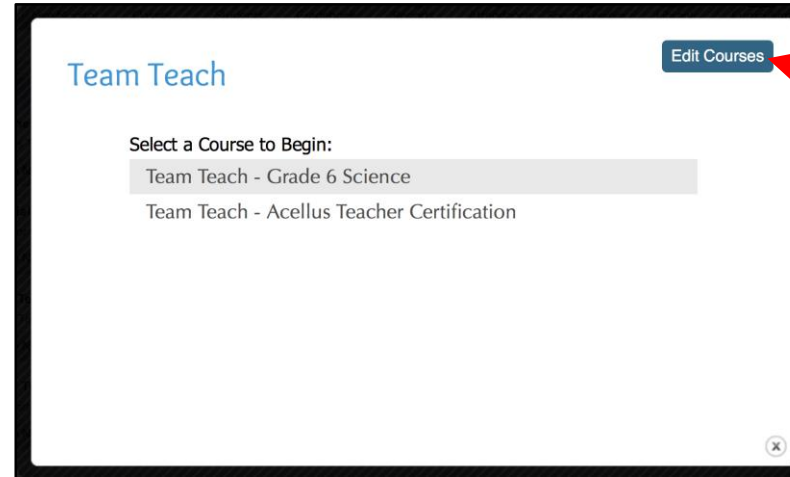 Edit Courses
Team Teach
Select a Course to Begin:
Team Teach - Grade 6 Science
Team Teach - Acellus Teacher Certification
x